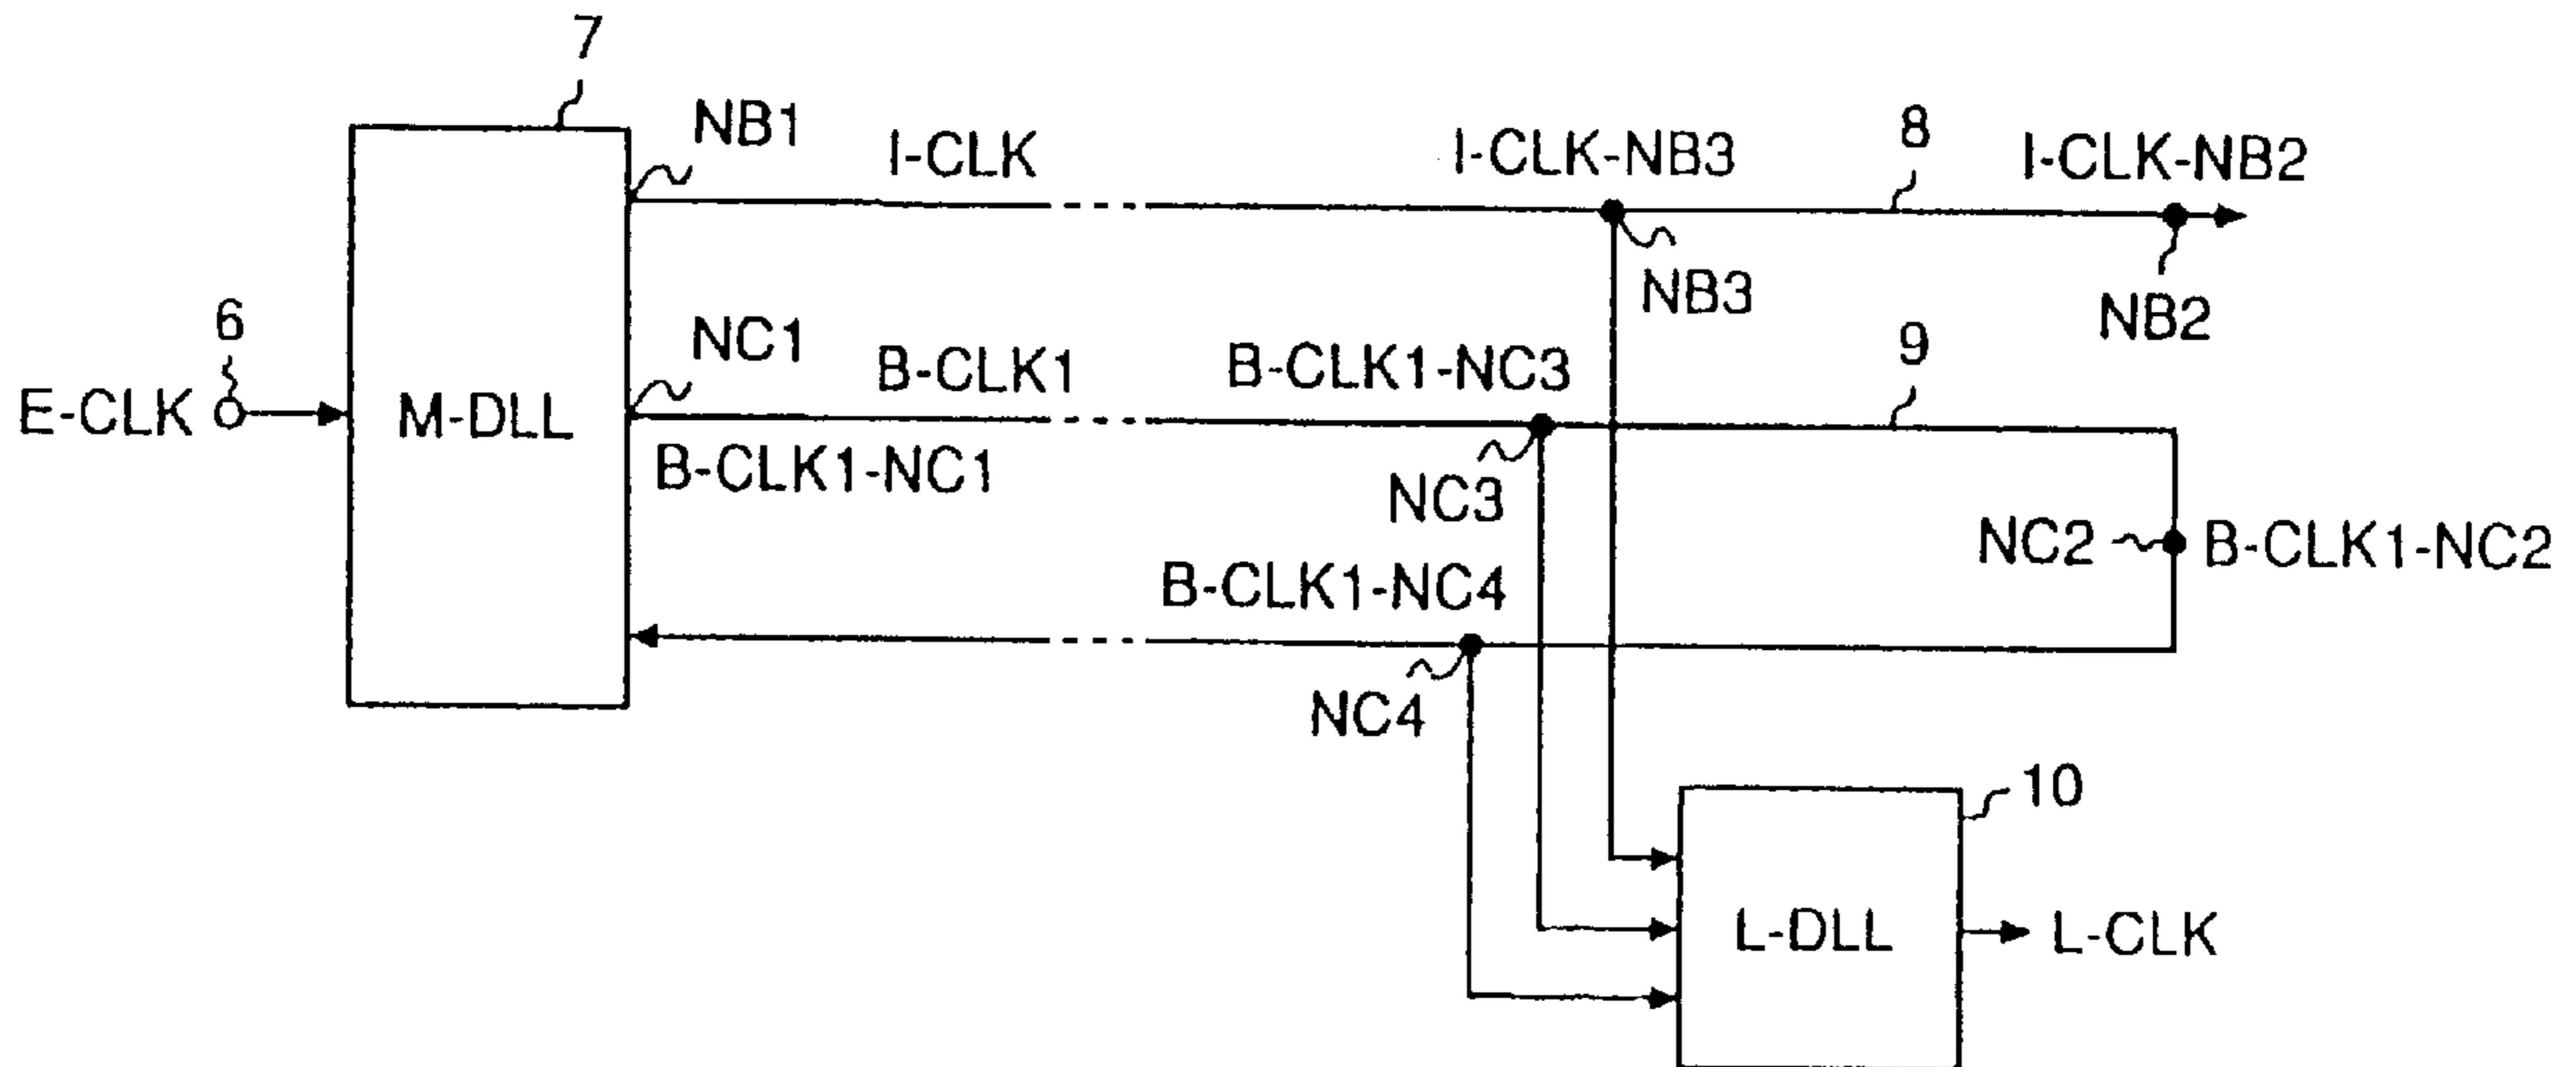 7
NB1
I-CLK
I-CLK-NB3
8
I-CLK-NB2
NB3
NB2
6
NC1
B-CLK1
B-CLK1-NC3
9
E-CLK
M-DLL
B-CLK1-NC1
NC3
NC2
B-CLK1-NC2
B-CLK1-NC4
NC4
10
L-DLL
L-CLK